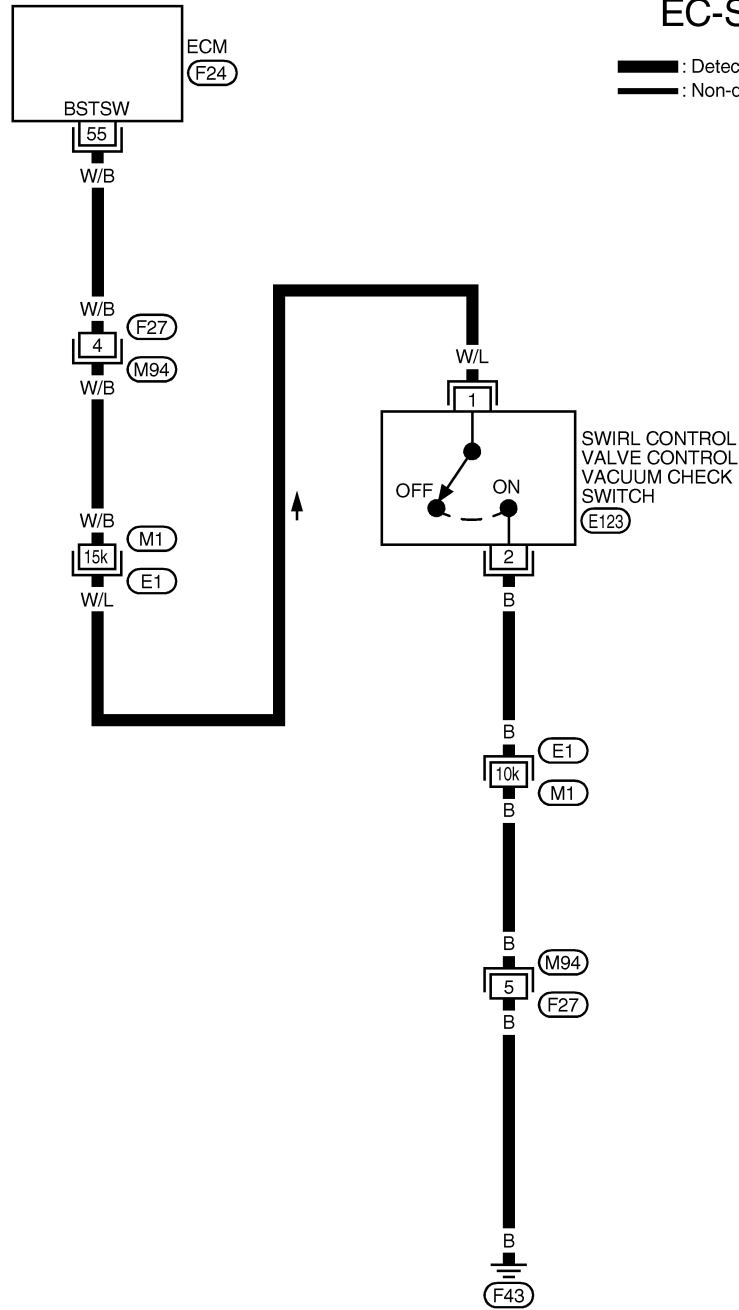 EC-S
: Detec
: Non-d
ECM
F24
BSTSW
55
W/B
W/B
F27
4
M94
W/B
W/B
M1
15k
E1
W/L
W/L
1
SWIRL CONTROL
VALVE CONTROL
VACUUM CHECK
SWITCH
E123
OFF
ON
2
B
B
E1
10k
M1
B
B
M94
5
F27
B
B
F43